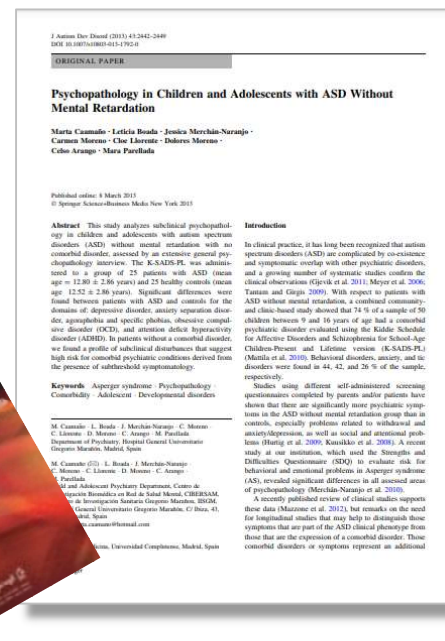 J Autism Dev Disord (2013) 43:2442–2449
DOI 10.1007/s10803-013-1792-0
ORIGINAL PAPER
Psychopathology in Children and Adolescents with ASD Without
Mental Retardation
Marta Caamaño · Leticia Boada · Jessica Merchán-Naranjo ·
Carmen Moreno · Cloe Llorente · Dolores Moreno ·
Celso Arango · Mara Parellada
Published online: 8 March 2013
© Springer Science+Business Media New York 2013
Abstract This study analyzes subclinical psychopathol-
ogy in children and adolescents with autism spectrum
disorders (ASD) without mental retardation with no
comorbid disorder, assessed by an extensive general psy-
chopathology interview. The K-SADS-PL was adminis-
tered to a group of 25 patients with ASD (mean
age = 12.80 ± 2.86 years) and 25 healthy controls (mean
age 12.52 ± 2.86 years). Significant differences were
found between patients with ASD and controls for the
domains of: depressive disorder, anxiety separation disor-
der, agoraphobia and specific phobias, obsessive compul-
sive disorder (OCD), and attention deficit hyperactivity
disorder (ADHD). In patients without a comorbid disorder,
we found a profile of subclinical disturbances that suggest
high risk for comorbid psychiatric conditions derived from
the presence of subthreshold symptomatology.
Keywords Asperger syndrome · Psychopathology ·
Comorbidity · Adolescent · Developmental disorders
M. Caamaño · L. Boada · J. Merchán-Naranjo · C. Moreno ·
C. Llorente · D. Moreno · C. Arango · M. Parellada
Department of Psychiatry, Hospital General Universitario
Gregorio Marañón, Madrid, Spain
M. Caamaño (✉) · L. Boada · J. Merchán-Naranjo ·
C. Moreno · C. Llorente · D. Moreno · C. Arango ·
M. Parellada
and Adolescent Psychiatry Department, Centro de
Biomédica en Red de Salud Mental, CIBERSAM,
de Investigación Sanitaria Gregorio Marañón, IISGM,
General Universitario Gregorio Marañón, C/ Ibiza, 43,
Spain
Universidad Complutense, Madrid, Spain
Introduction
In clinical practice, it has long been recognized that autism
spectrum disorders (ASD) are complicated by co-existence
and symptomatic overlap with other psychiatric disorders,
and a growing number of systematic studies confirm the
clinical observations (Gjevik et al. 2011; Meyer et al. 2006;
Tantam and Girgis 2009). With respect to patients with
ASD without mental retardation, a combined community-
and clinic-based study showed that 74 % of a sample of 50
children between 9 and 16 years of age had a comorbid
psychiatric disorder evaluated using the Kiddie Schedule
for Affective Disorders and Schizophrenia for School-Age
Children-Present and Lifetime version (K-SADS-PL)
(Mattila et al. 2010). Behavioral disorders, anxiety, and tic
disorders were found in 44, 42, and 26 % of the sample,
respectively.
Studies using different self-administered screening
questionnaires completed by parents and/or patients have
shown that there are significantly more psychiatric symp-
toms in the ASD without mental retardation group than in
controls, especially problems related to withdrawal and
anxiety/depression, as well as social and attentional prob-
lems (Hurtig et al. 2009; Kuusikko et al. 2008). A recent
study at our institution, which used the Strengths and
Difficulties Questionnaire (SDQ) to evaluate risk for
behavioral and emotional problems in Asperger syndrome
(AS), revealed significant differences in all assessed areas
of psychopathology (Merchán-Naranjo et al. 2010).
A recently published review of clinical studies supports
these data (Mazzone et al. 2012), but remarks on the need
for longitudinal studies that may help to distinguish those
symptoms that are part of the ASD clinical phenotype from
those that are the expression of a comorbid disorder. Those
comorbid disorders or symptoms represent an additional